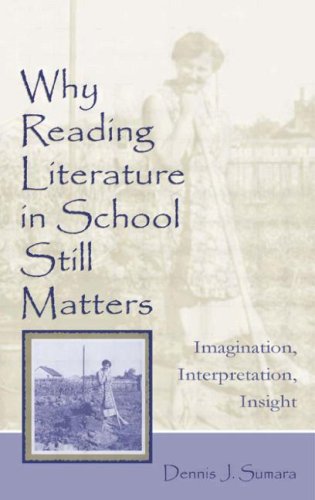 Why
Reading
Literature
in School
Still
Matters
Imagination,
Interpretation,
Insight
Dennis J. Sumara